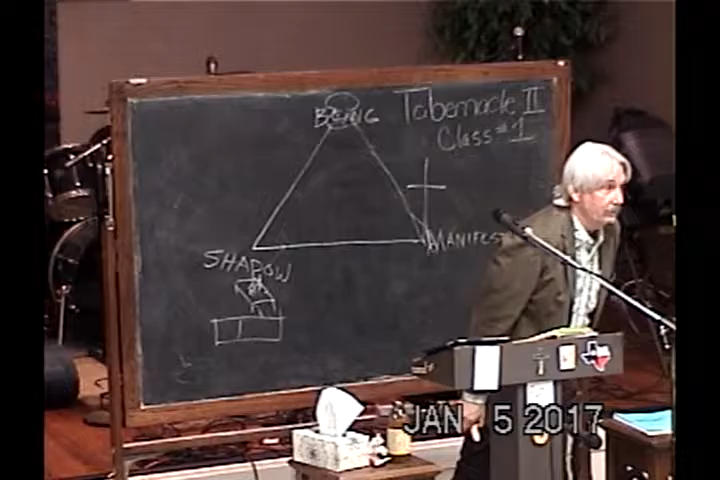 BEING
Tabernacle II
Class #1
MANIFEST
SHADOW
JAN 5 2017